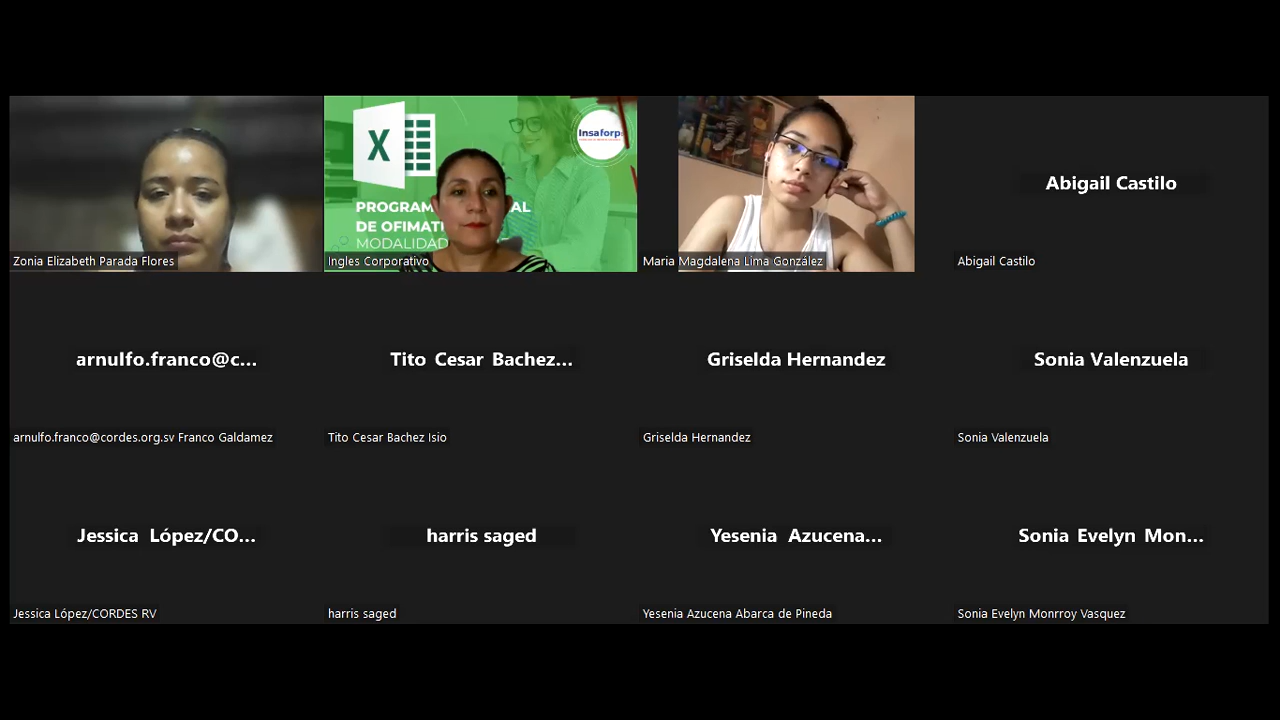 X
Insaforp
PROGRAM AL
DE OFIMATI
MODALIDAD
Zonia Elizabeth Parada Flores
Ingles Corporativo
Maria Magdalena Lima González
Abigail Castilo
Abigail Castilo
arnulfo.franco@c...
Tito Cesar Bachez...
Griselda Hernandez
Sonia Valenzuela
arnulfo.franco@cordes.org.sv Franco Galdamez
Tito Cesar Bachez Isio
Griselda Hernandez
Sonia Valenzuela
Jessica López/CO...
harris saged
Yesenia Azucena...
Sonia Evelyn Mon...
Jessica López/CORDES RV
harris saged
Yesenia Azucena Abarca de Pineda
Sonia Evelyn Monrroy Vasquez